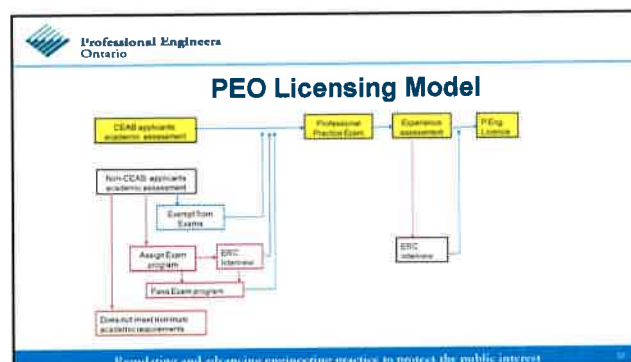 Professional Engineers
Ontario
PEO Licensing Model
CEAB applicants
academic assessment
Professional
Practice Exam
Experience
assessment
P.Eng.
Licence
Non-CEAB applicants
academic assessment
Exempt from
Exams
Assign Exam
program
ERC
Interview
ERC
Interview
Pass Exam program
Does not meet minimum
academic requirements
Regulating and advancing engineering practice to protect the public interest